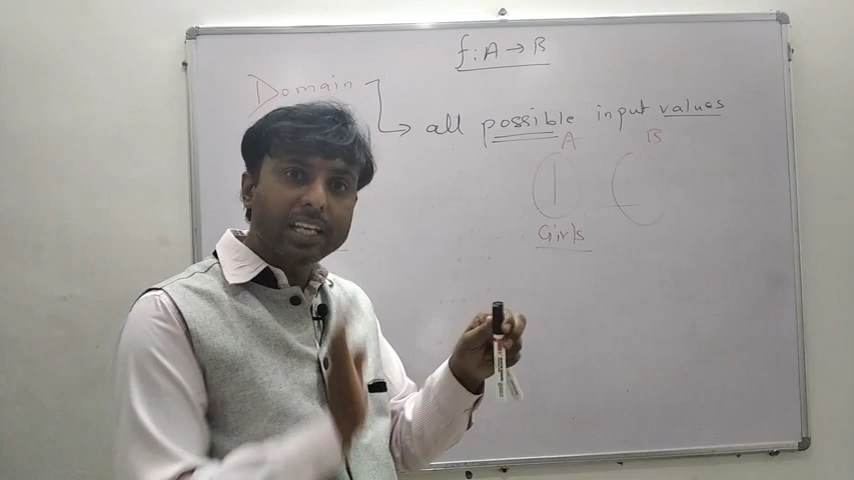 f: A → B
Domain
all possible input values
A B
Girls